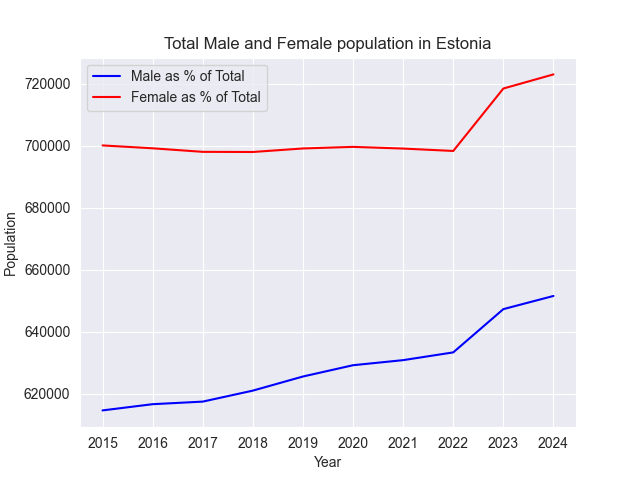 Total Male and Female population in Estonia
Male as % of Total
Female as % of Total
720000
700000
680000
660000
640000
620000
Population
2015 2016 2017 2018 2019 2020 2021 2022 2023 2024
Year